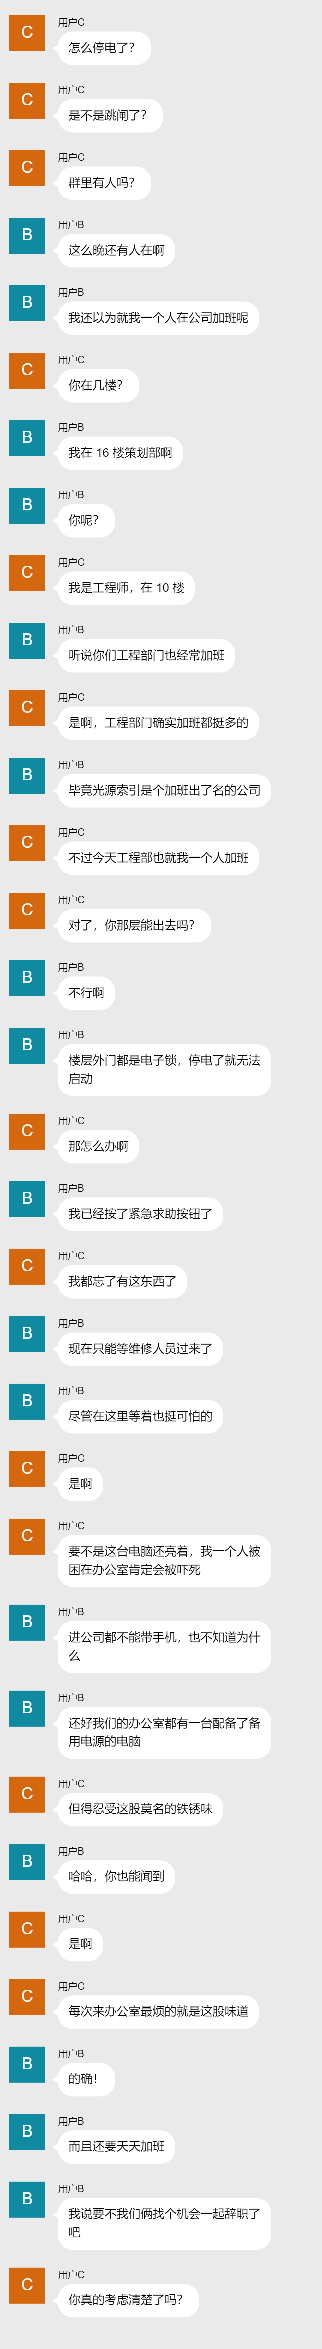 用户C
C
怎么停电了？
用户C
C
是不是跳闸了？
用户C
C
群里有人吗？
用户B
B
这么晚还有人在啊
用户B
B
我还以为就我一个人在公司加班呢
用户C
C
你在几楼？
用户B
B
我在 16 楼策划部啊
用户B
B
你呢？
用户C
C
我是工程师，在 10 楼
用户B
B
听说你们工程部门也经常加班
用户C
C
是啊，工程部门确实加班都挺多的
用户B
B
毕竟光源索引是个加班出了名的公司
用户C
C
不过今天工程部也就我一个人加班
用户C
C
对了，你那层能出去吗？
用户B
B
不行啊
用户B
B
楼层外门都是电子锁，停电了就无法
启动
用户C
C
那怎么办啊
用户B
B
我已经按了紧急求助按钮了
用户C
C
我都忘了有这东西了
用户B
B
现在只能等维修人员过来了
用户B
B
尽管在这里等着也挺可怕的
用户C
C
是啊
用户C
C
要不是这台电脑还亮着，我一个人被
困在办公室肯定会被吓死
用户B
B
进公司都不能带手机，也不知道为什
么
用户B
B
还好我们的办公室都有一台配备了备
用电源的电脑
用户C
C
但得忍受这股莫名的铁锈味
用户B
B
哈哈，你也能闻到
用户C
C
是啊
用户C
C
每次来办公室最烦的就是这股味道
用户B
B
的确！
用户B
B
而且还要天天加班
用户B
B
我说要不我们俩找个机会一起辞职了
吧
用户C
C
你真的考虑清楚了吗？